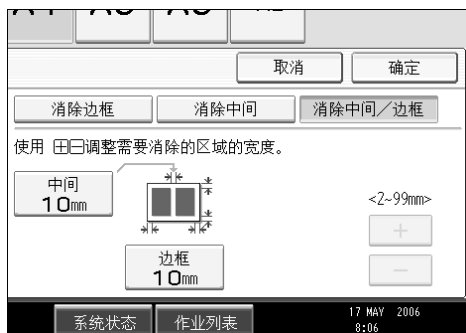 取消 确定
消除边框 消除中间 消除中间／边框
使用 ⊞⊟调整需要消除的区域的宽度。
中间
10mm
<2~99mm>
+
边框
10mm
−
系统状态 作业列表 17 MAY 2006
8:06